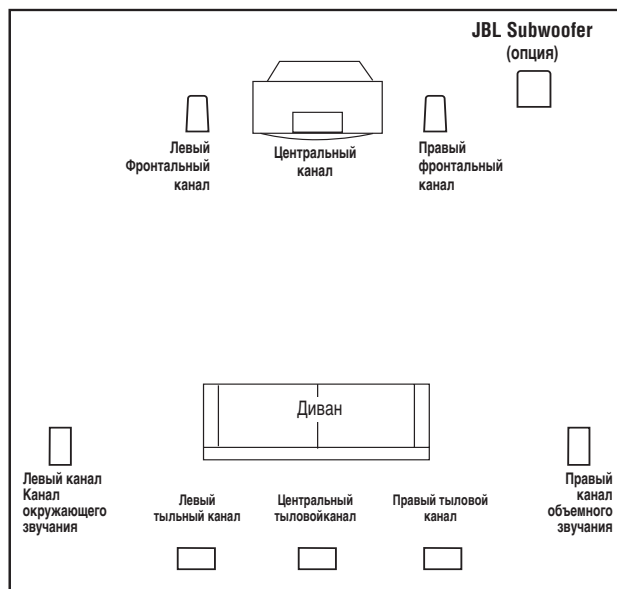 JBL Subwoofer
(опция)
Левый
Фронтальный
канал
Центральный
канал
Правый
фронтальный
канал
Диван
Левый канал
Канал
окружающего
звучания
Левый
тыльный канал
Центральный
тыловойканал
Правый тыловой
канал
Правый
канал
объемного
звучания